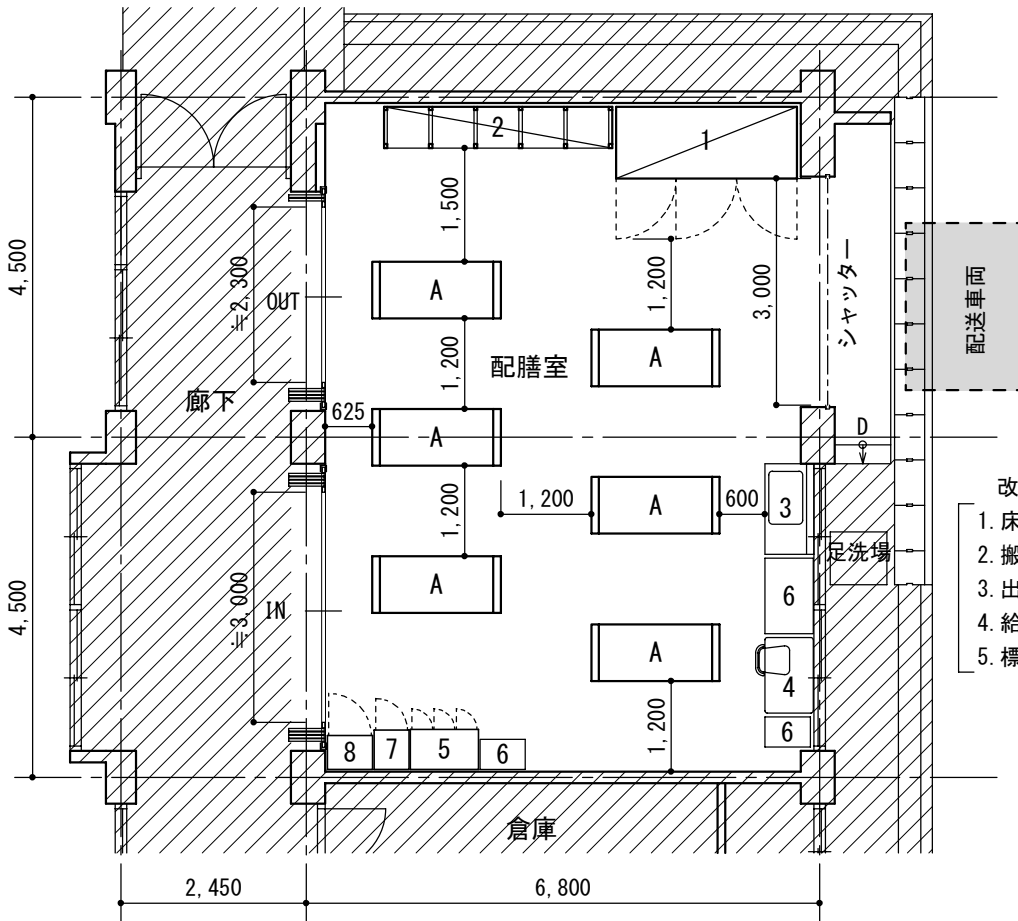 2
1
1,500
4,500
≒2,300
OUT
A
1,200
3,000
シャッター
配送車両
配膳室
A
1,200
廊下
625
A
D
1,200
1,200
A
600
3
足洗場
改
1. 床
2. 搬
3. 出
4. 給
5. 標
4,500
≒3,000
IN
A
6
A
4
1,200
8
7
5
6
6
倉庫
2,450
6,800